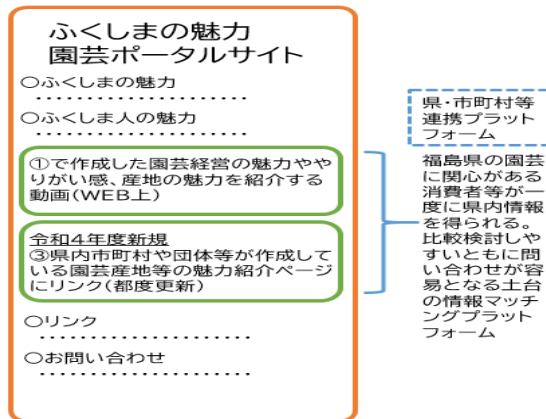 ふくしまの魅力
園芸ポータルサイト
○ふくしまの魅力
・・・・・・・・・・・・・・・・・・・・・
○ふくしま人の魅力
・・・・・・・・・・・・・・・・・・・・・
①で作成した園芸経営の魅力ややりがい感、産地の魅力を紹介する
動画(WEB上)
令和4年度新規
③県内市町村や団体等が作成して
いる園芸産地等の魅力紹介ページ
にリンク(都度更新)
○リンク
・・・・・・・・・・・・・・・・・・・・・
○お問い合わせ
・・・・・・・・・・・・・・・・・・・・・
県・市町村等
連携プラット
フォーム
福島県の園芸
に関心がある
消費者等が一
度に県内情報
を得られる。
比較検討しや
すいともに問
い合わせが容
易となる土台
の情報マッチ
ングプラット
フォーム